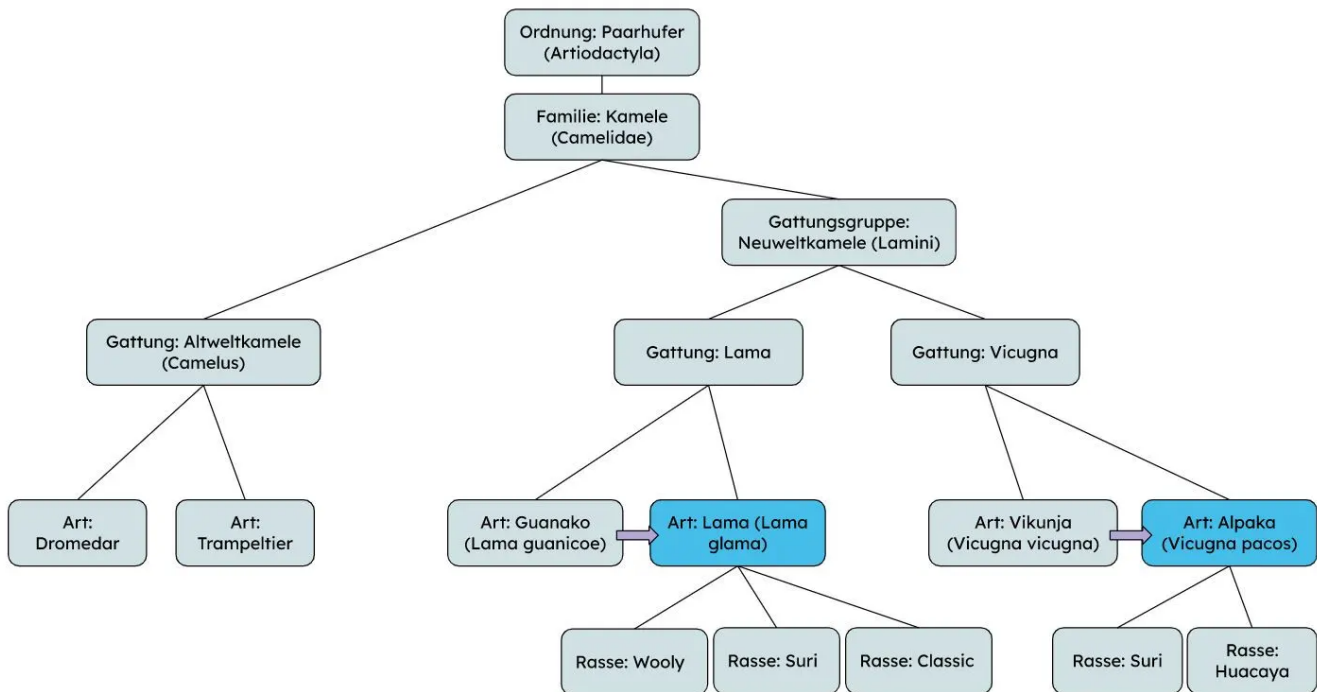 Ordnung: Paarhufer
(Artiodactyla)
Familie: Kamele
(Camelidae)
Gattungsgruppe:
Neuweltkamele (Lamini)
Gattung: Altweltkamele
(Camelus)
Gattung: Lama
Gattung: Vicugna
Art:
Dromedar
Art:
Trampeltier
Art: Guanako
(Lama guanicoe)
Art: Lama (Lama
glama)
Art: Vikunja
(Vicugna vicugna)
Art: Alpaka
(Vicugna pacos)
Rasse: Wooly
Rasse: Suri
Rasse: Classic
Rasse: Suri
Rasse:
Huacaya